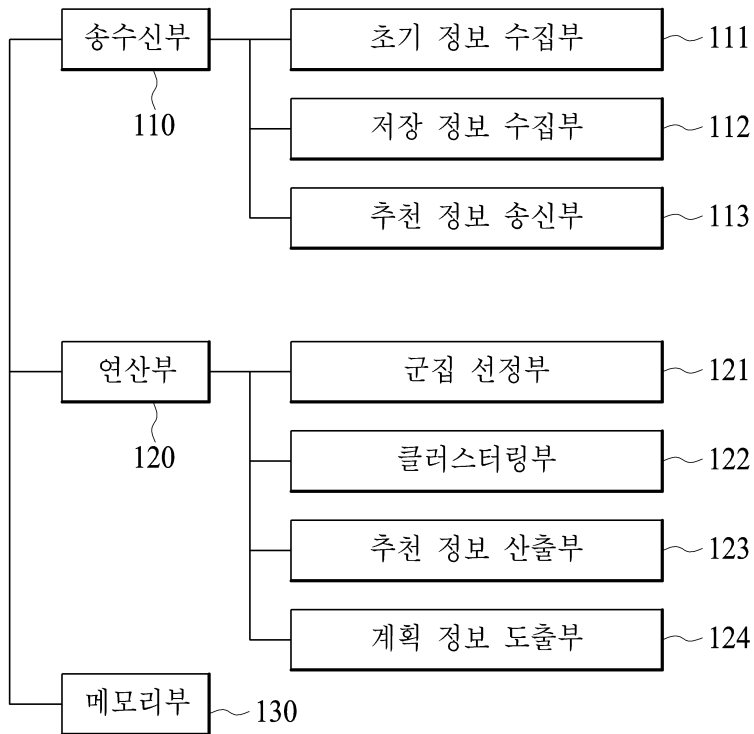 송수신부
110
초기 정보 수집부
111
저장 정보 수집부
112
추천 정보 송신부
113
연산부
120
군집 선정부
121
클러스터링부
122
추천 정보 산출부
123
계획 정보 도출부
124
메모리부
130